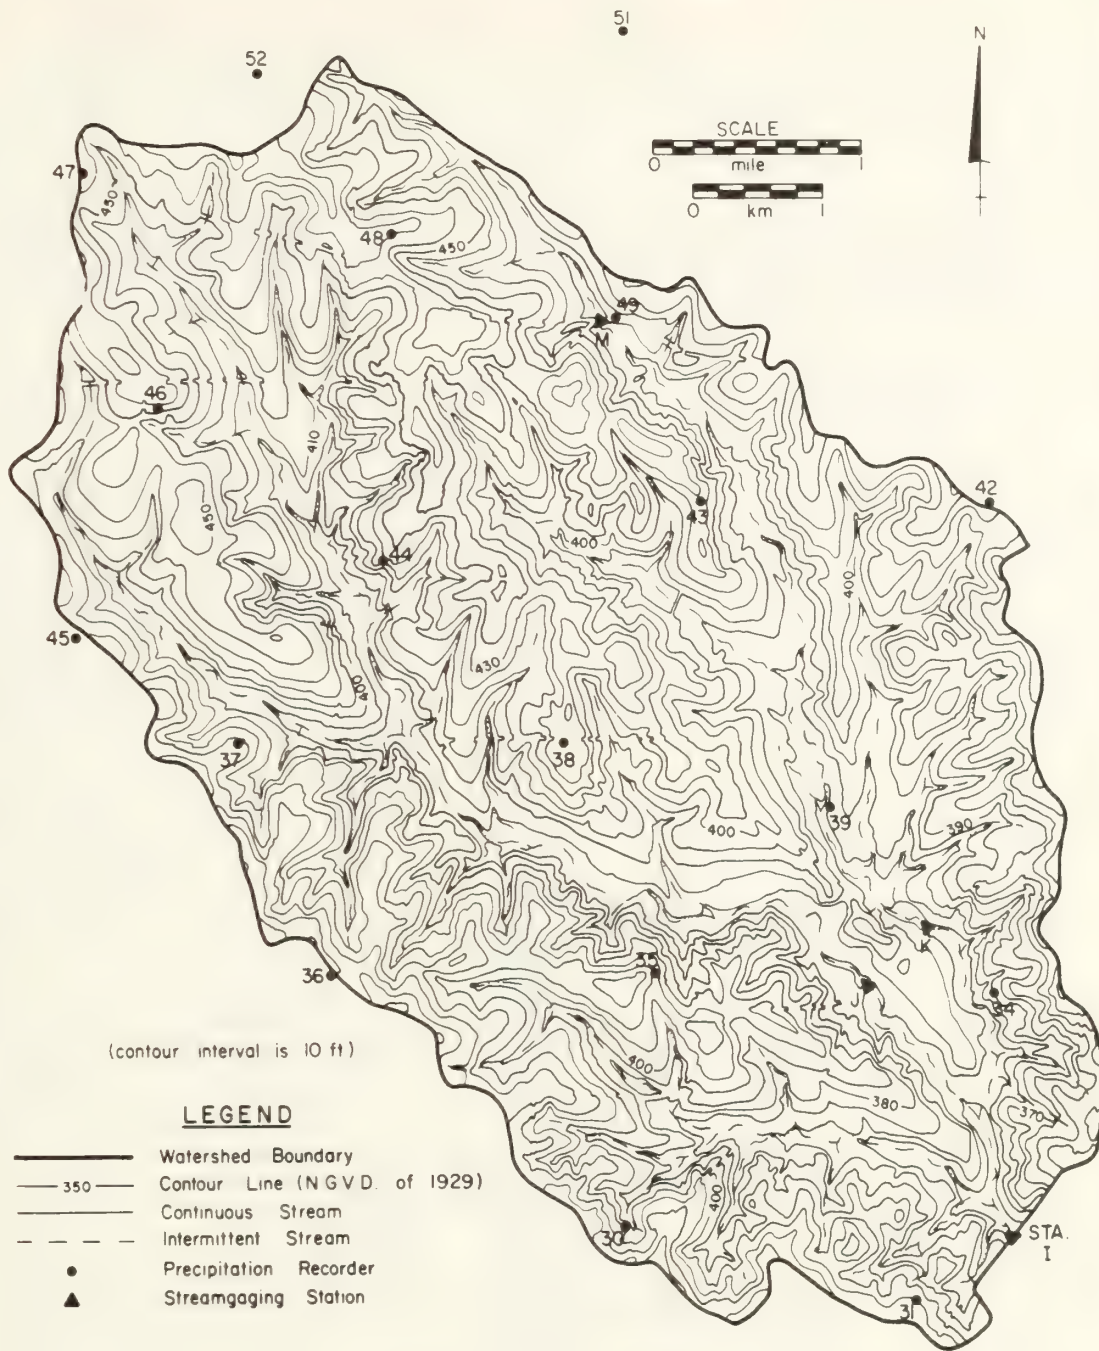 51
52
N
SCALE
0 1
mile
0 km 1
47
450
48
450
49
M
46
410
42
450
43
400
44
400
45
430
400
37
38
39
400
390
K
35
36
34
J
(contour interval is 10 ft)
400
380
370
LEGEND
Watershed Boundary
350 Contour Line (N.G.V.D. of 1929)
Continuous Stream
Intermittent Stream
Precipitation Recorder
Streamgaging Station
400
30
STA.
I
31